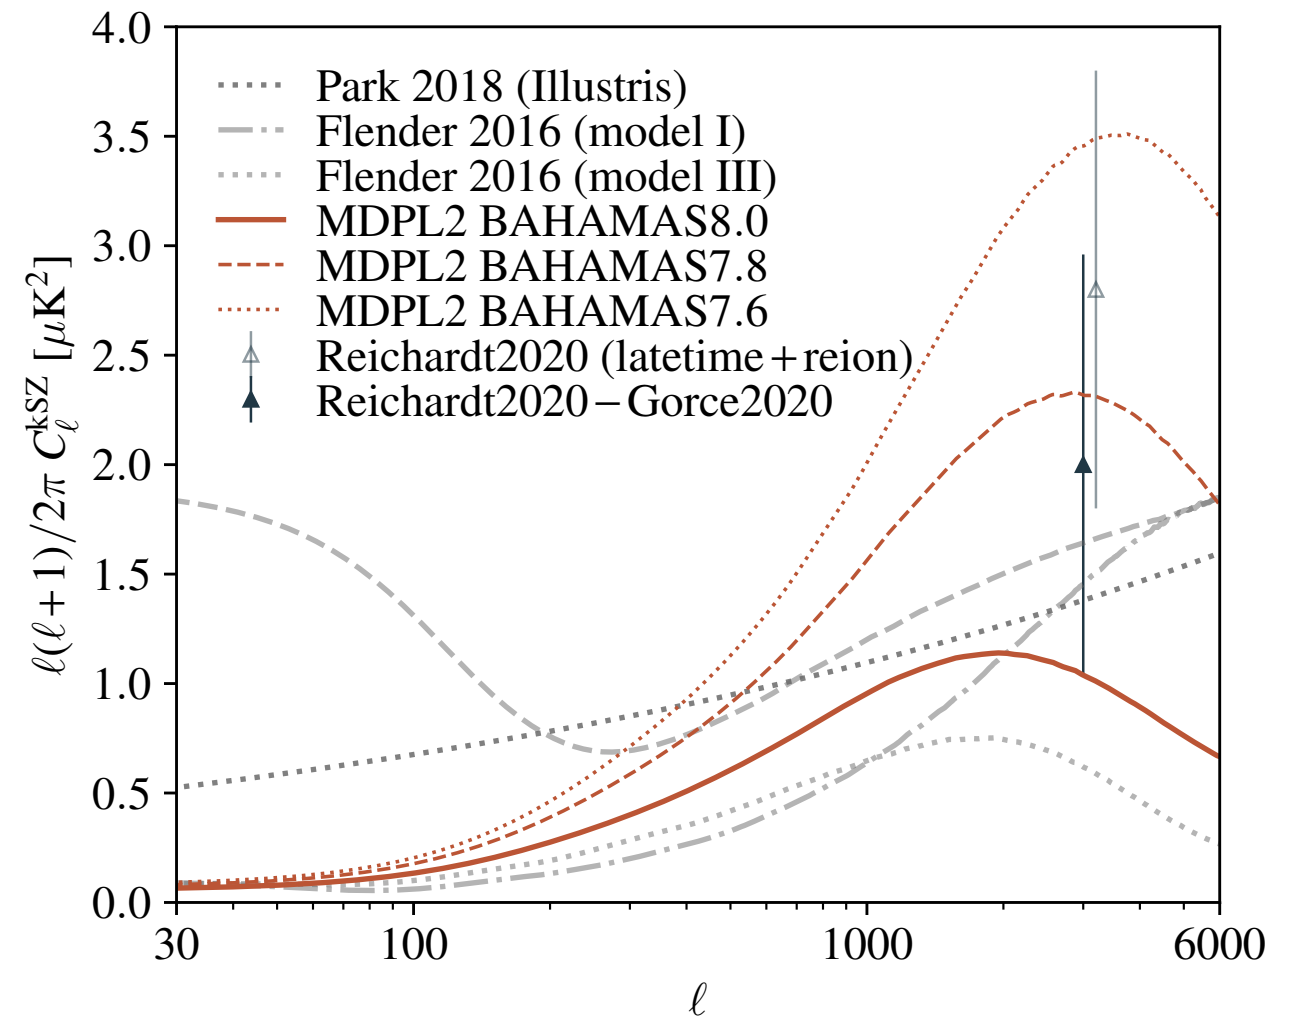 4.0
3.5
3.0
2.5
2.0
1.5
1.0
0.5
0.0
ℓ(ℓ+1)/2π C_ℓ^kSZ [μK²]
Park 2018 (Illustris)
Flender 2016 (model I)
Flender 2016 (model III)
MDPL2 BAHAMAS8.0
MDPL2 BAHAMAS7.8
MDPL2 BAHAMAS7.6
Reichardt2020 (latetime+reion)
Reichardt2020−Gorce2020
30 100 1000 6000
ℓ